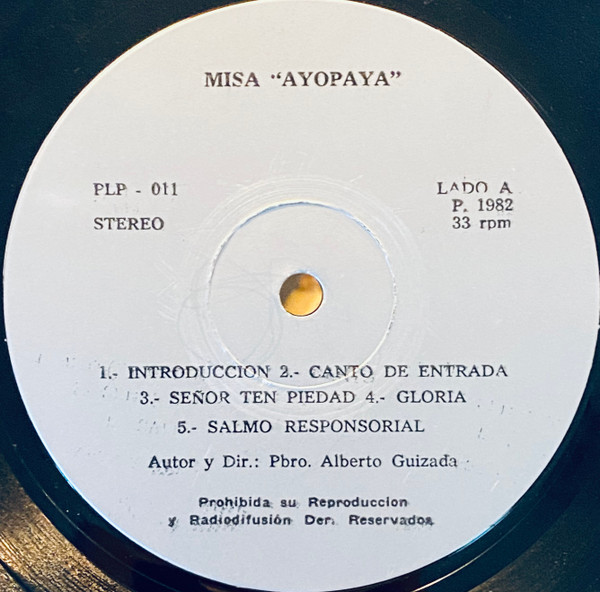 MISA "AYOPAYA"
PLP - 011
LADO A
P. 1982
STEREO
33 rpm
1.- INTRODUCCION 2.- CANTO DE ENTRADA
3.- SEÑOR TEN PIEDAD 4.- GLORIA
5.- SALMO RESPONSORIAL
Autor y Dir.: Pbro. Alberto Guizada
Prohibida su Reproduccion
y Radiodifusión Der. Reservados